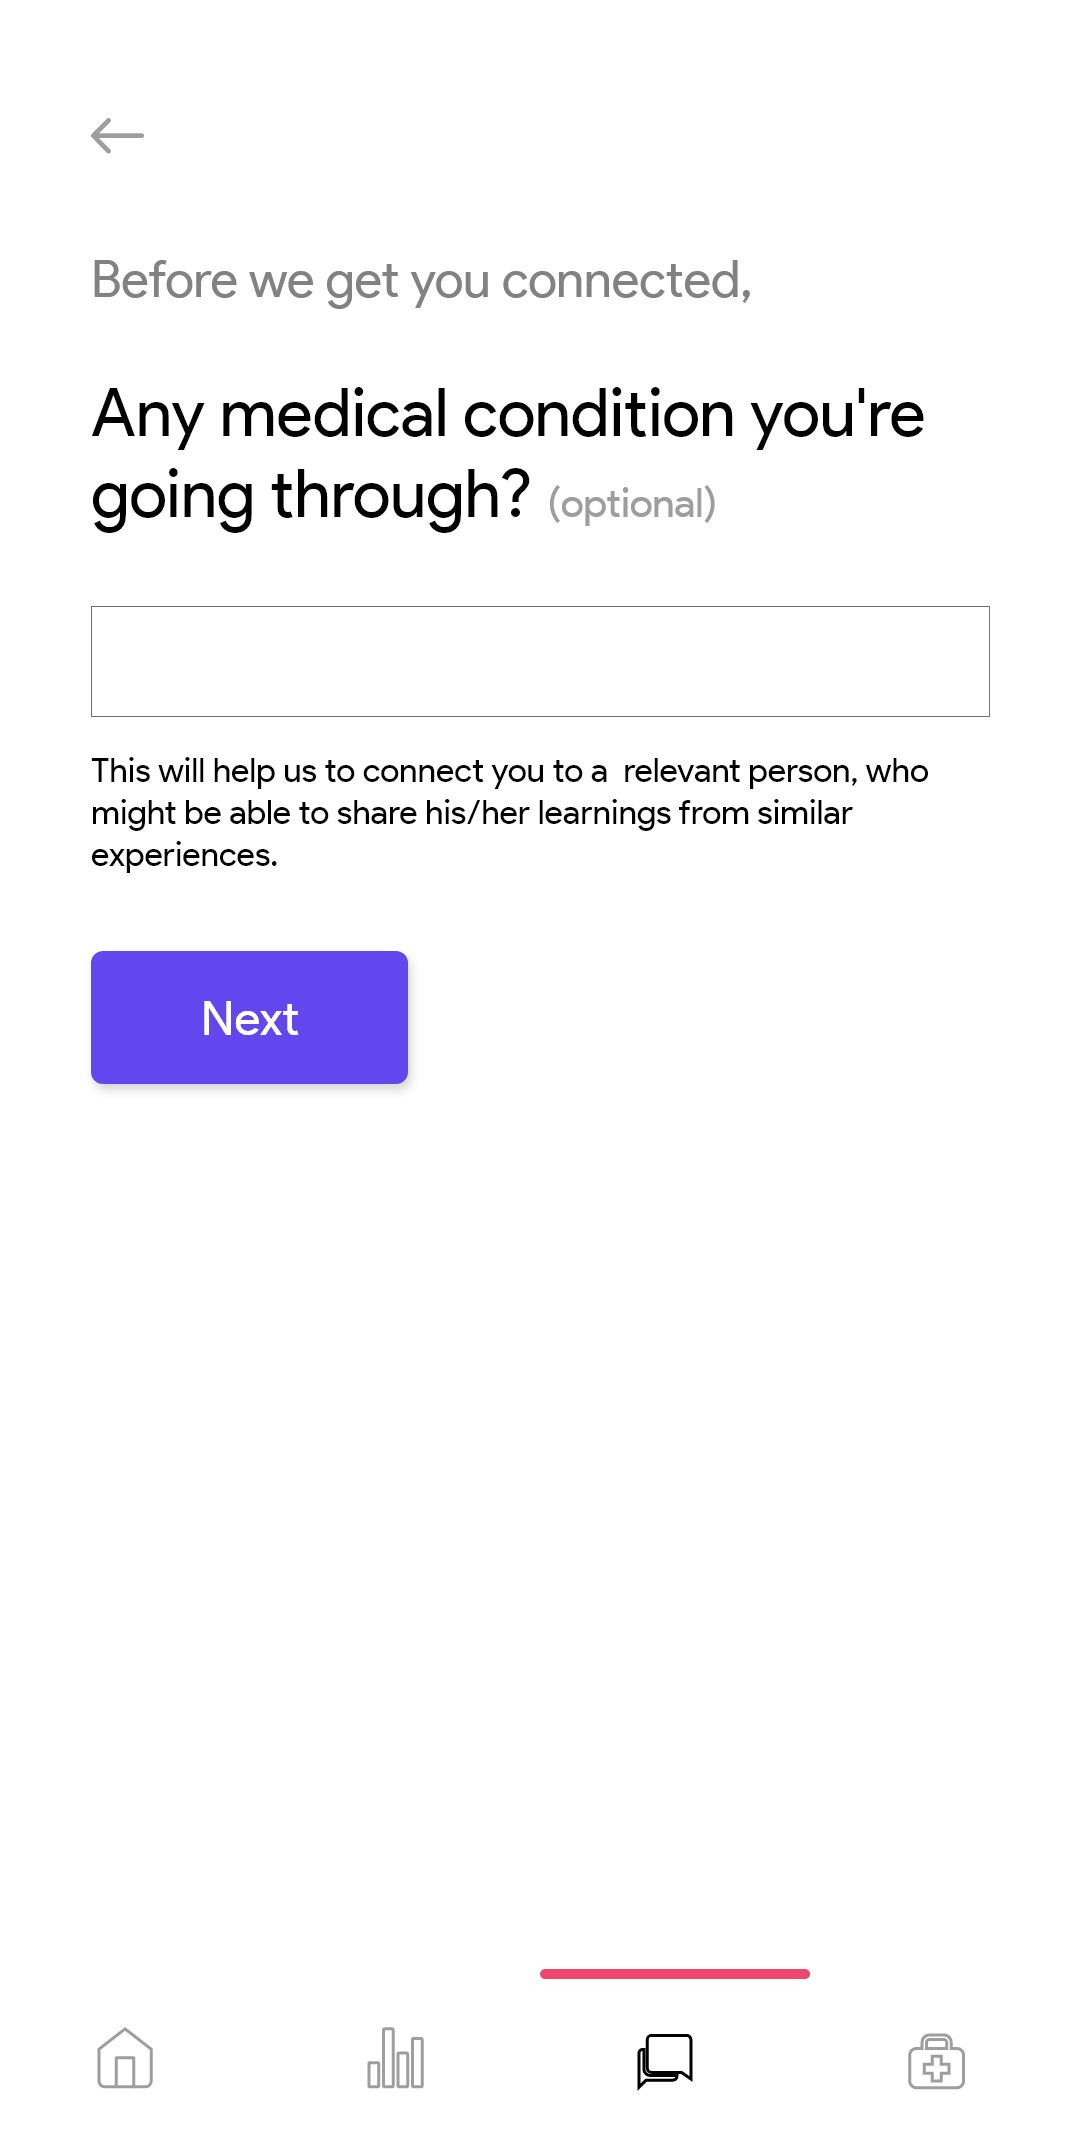 Before we get you connected,
Any medical condition you're
going through? (optional)
This will help us to connect you to a  relevant person, who
might be able to share his/her learnings from similar
experiences.
Next